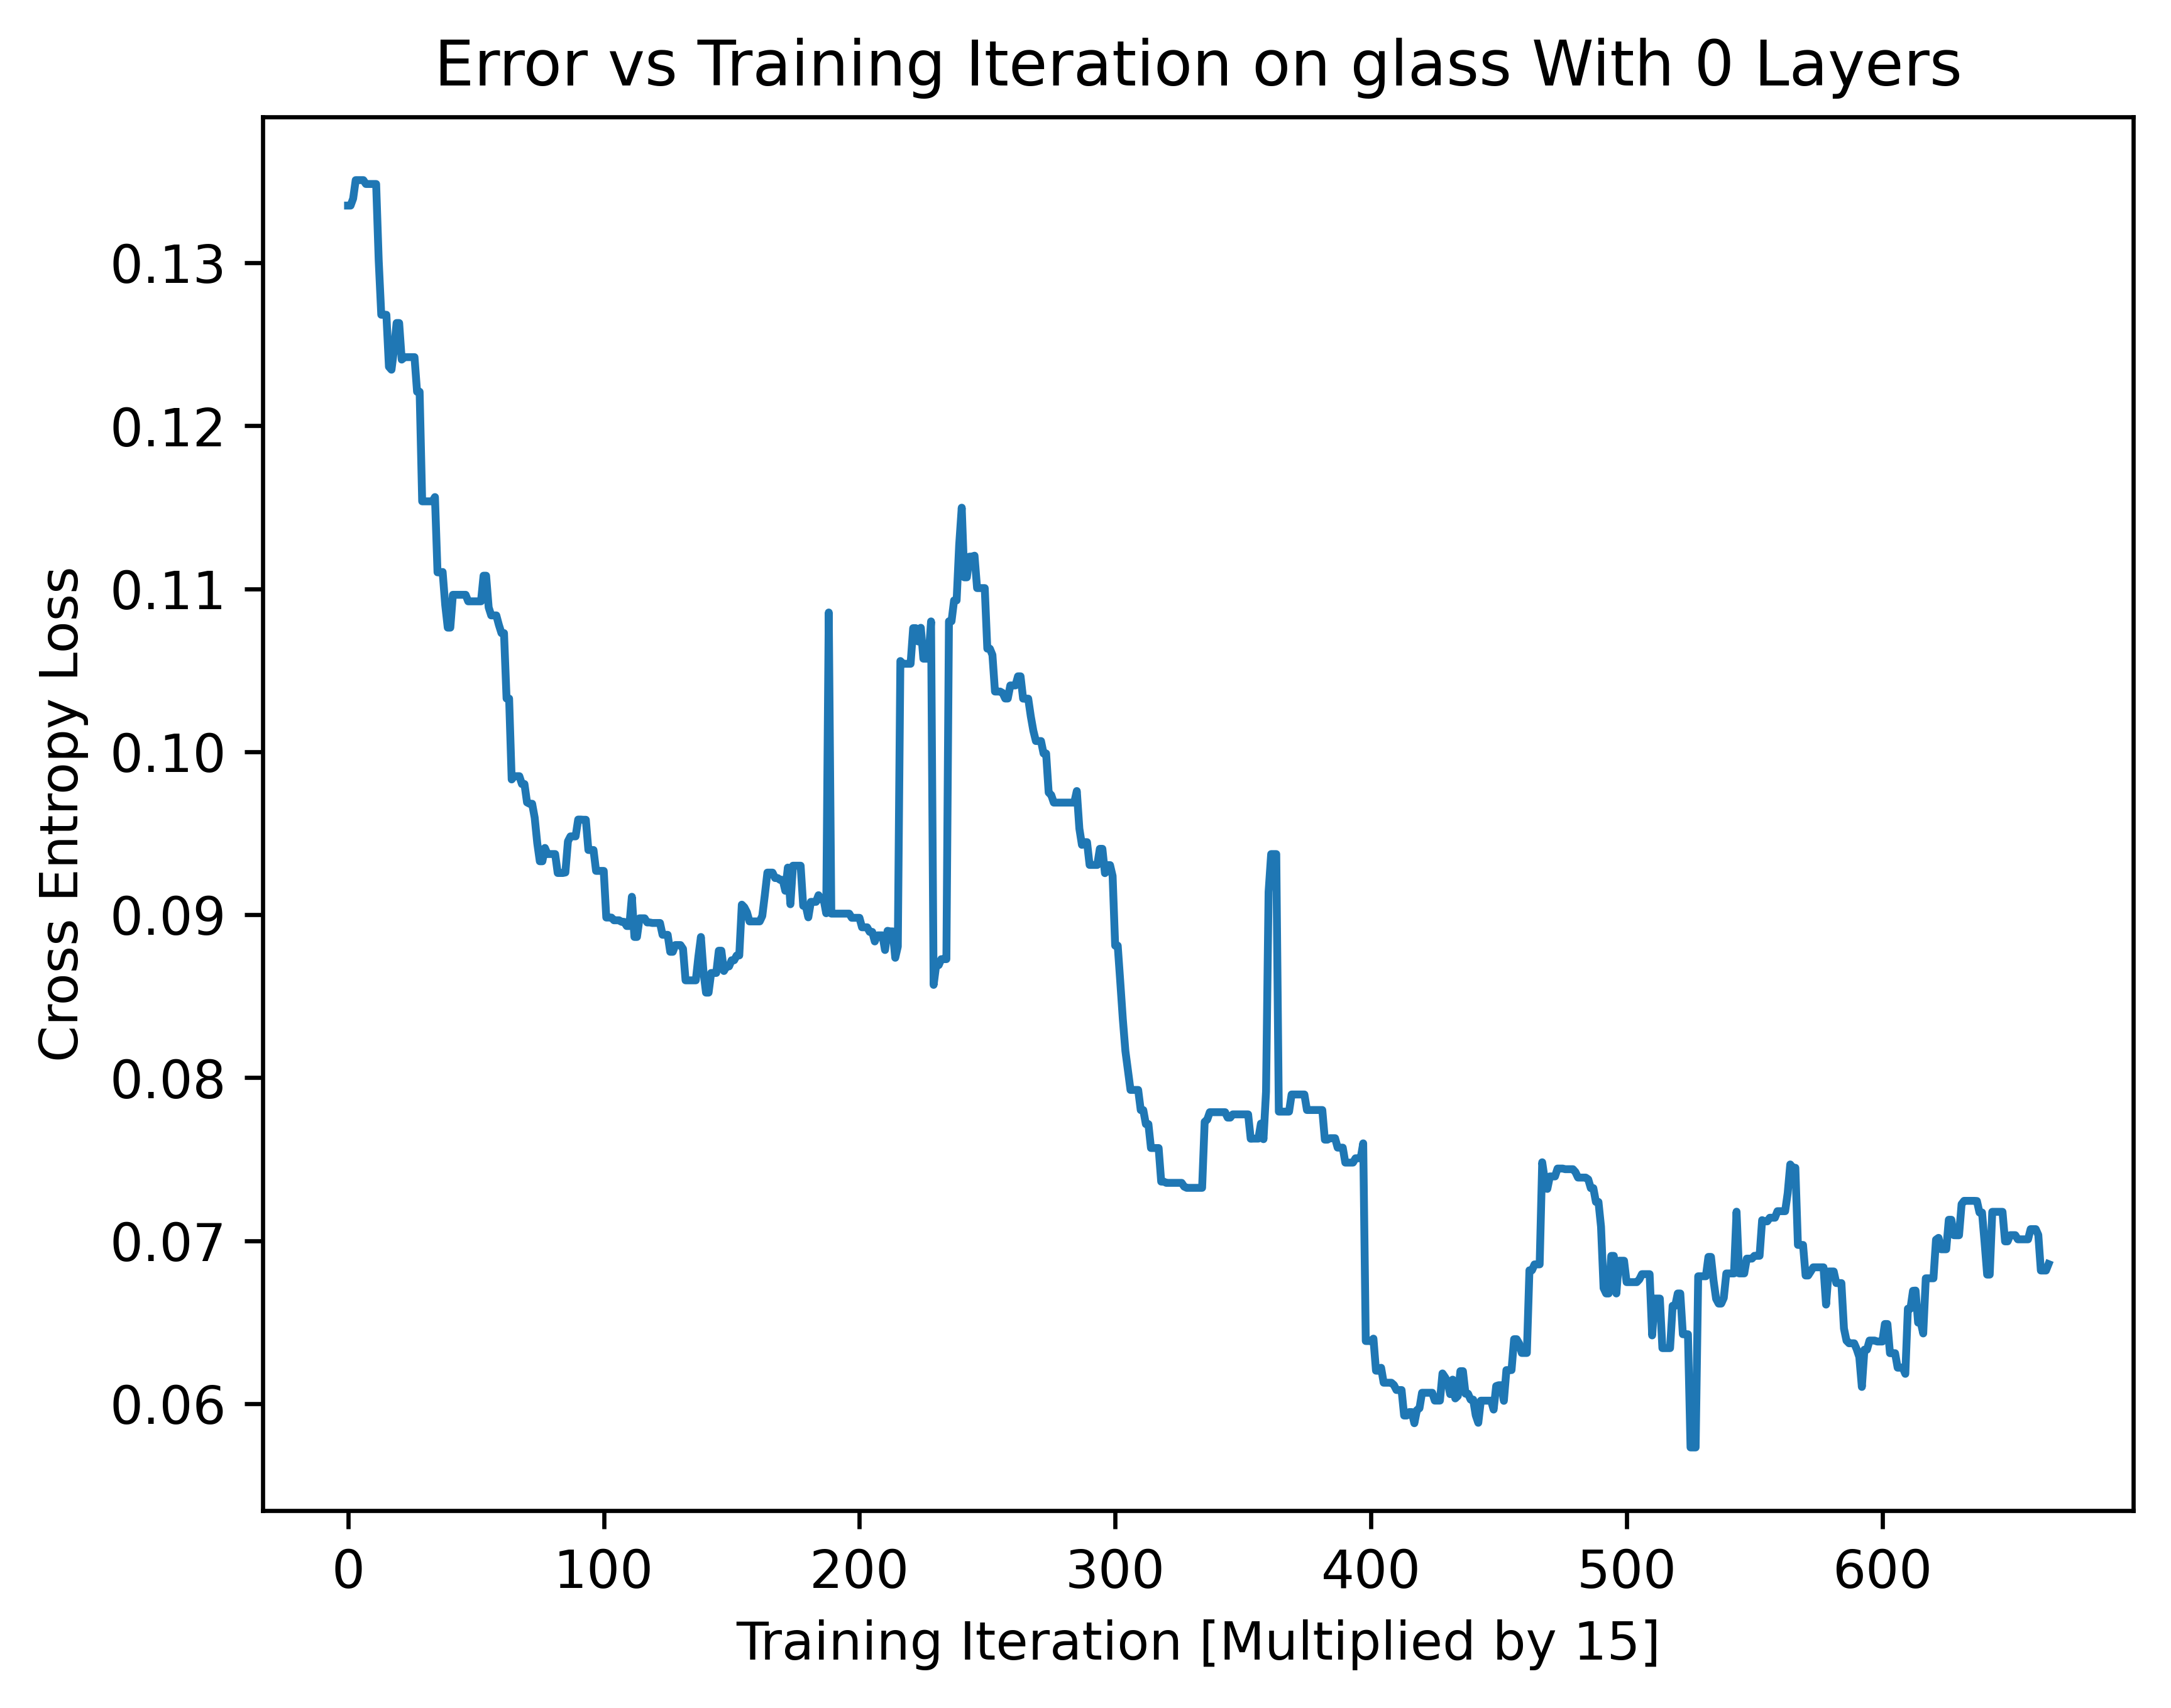 Error vs Training Iteration on glass With 0 Layers
Cross Entropy Loss
0.13
0.12
0.11
0.10
0.09
0.08
0.07
0.06
0 100 200 300 400 500 600
Training Iteration [Multiplied by 15]